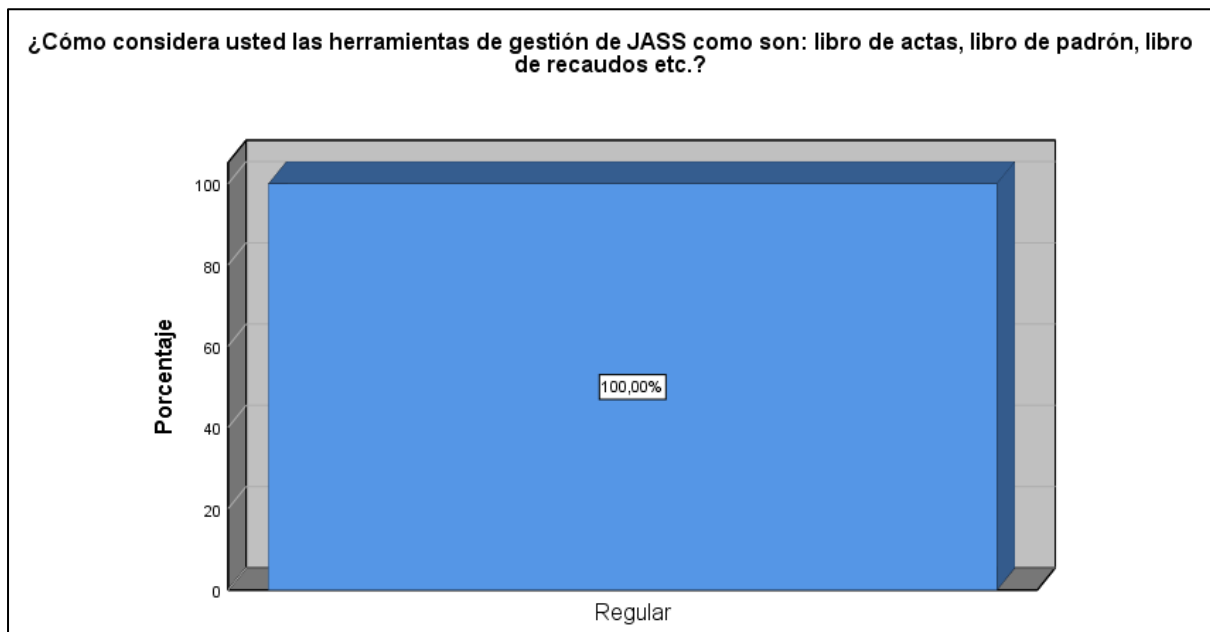 ¿Cómo considera usted las herramientas de gestión de JASS como son: libro de actas, libro de padrón, libro
de recaudos etc.?
100
80
60
40
20
0
Porcentaje
100,00%
Regular